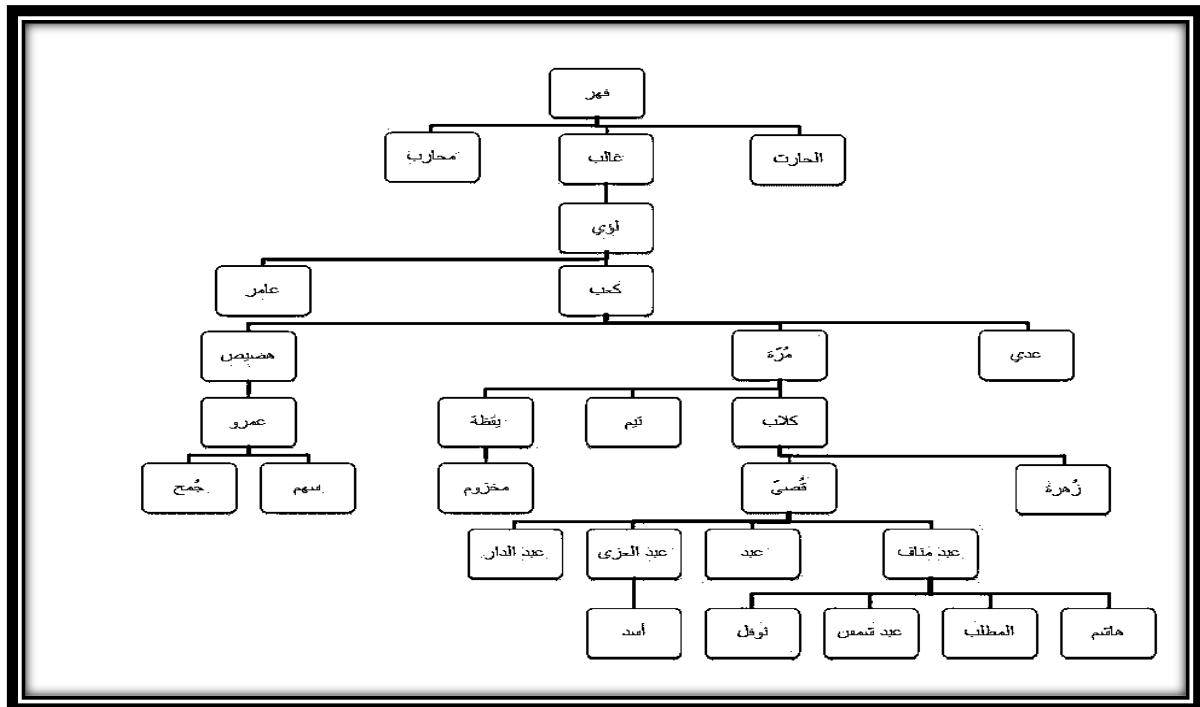 فهر
الحارث
غالب
محارب
لؤي
كعب
عامر
عدي
مُرّة
هصيص
كلاب
تيم
يقظة
عمرو
زُهرة
قُصيّ
مخزوم
سهم
جُمح
عبد مناف
عبد
عبد العزى
عبد الدار
هاشم
المطلب
عبد شمس
نوفل
أسد